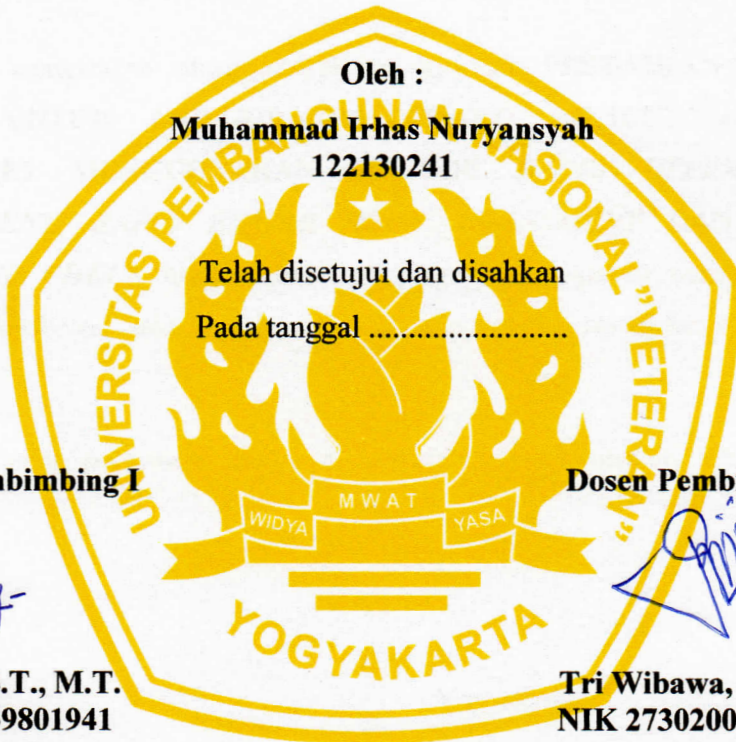 Oleh :
Muhammad Irhas Nuryansyah
122130241
UNIVERSITAS PEMBANGUNAN NASIONAL "VETERAN"
Telah disetujui dan disahkan
Pada tanggal ..........................
mbimbing I
Dosen Pemb
WIDYA MWAT YASA
YOGYAKARTA
.T., M.T.
Tri Wibawa,
9801941
NIK 2730200